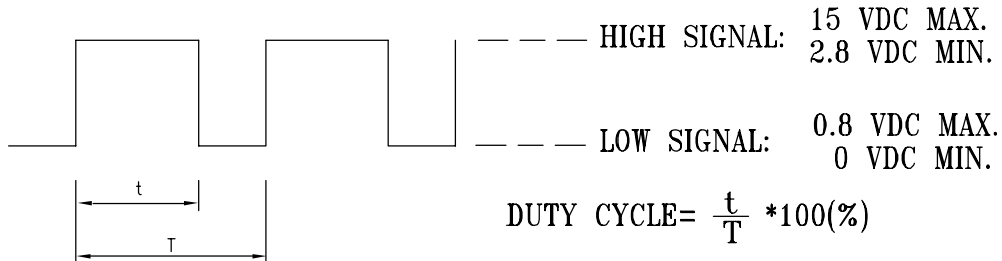 HIGH SIGNAL: 15 VDC MAX.
2.8 VDC MIN.
LOW SIGNAL: 0.8 VDC MAX.
0 VDC MIN.
t
T
DUTY CYCLE= t/T *100(%)